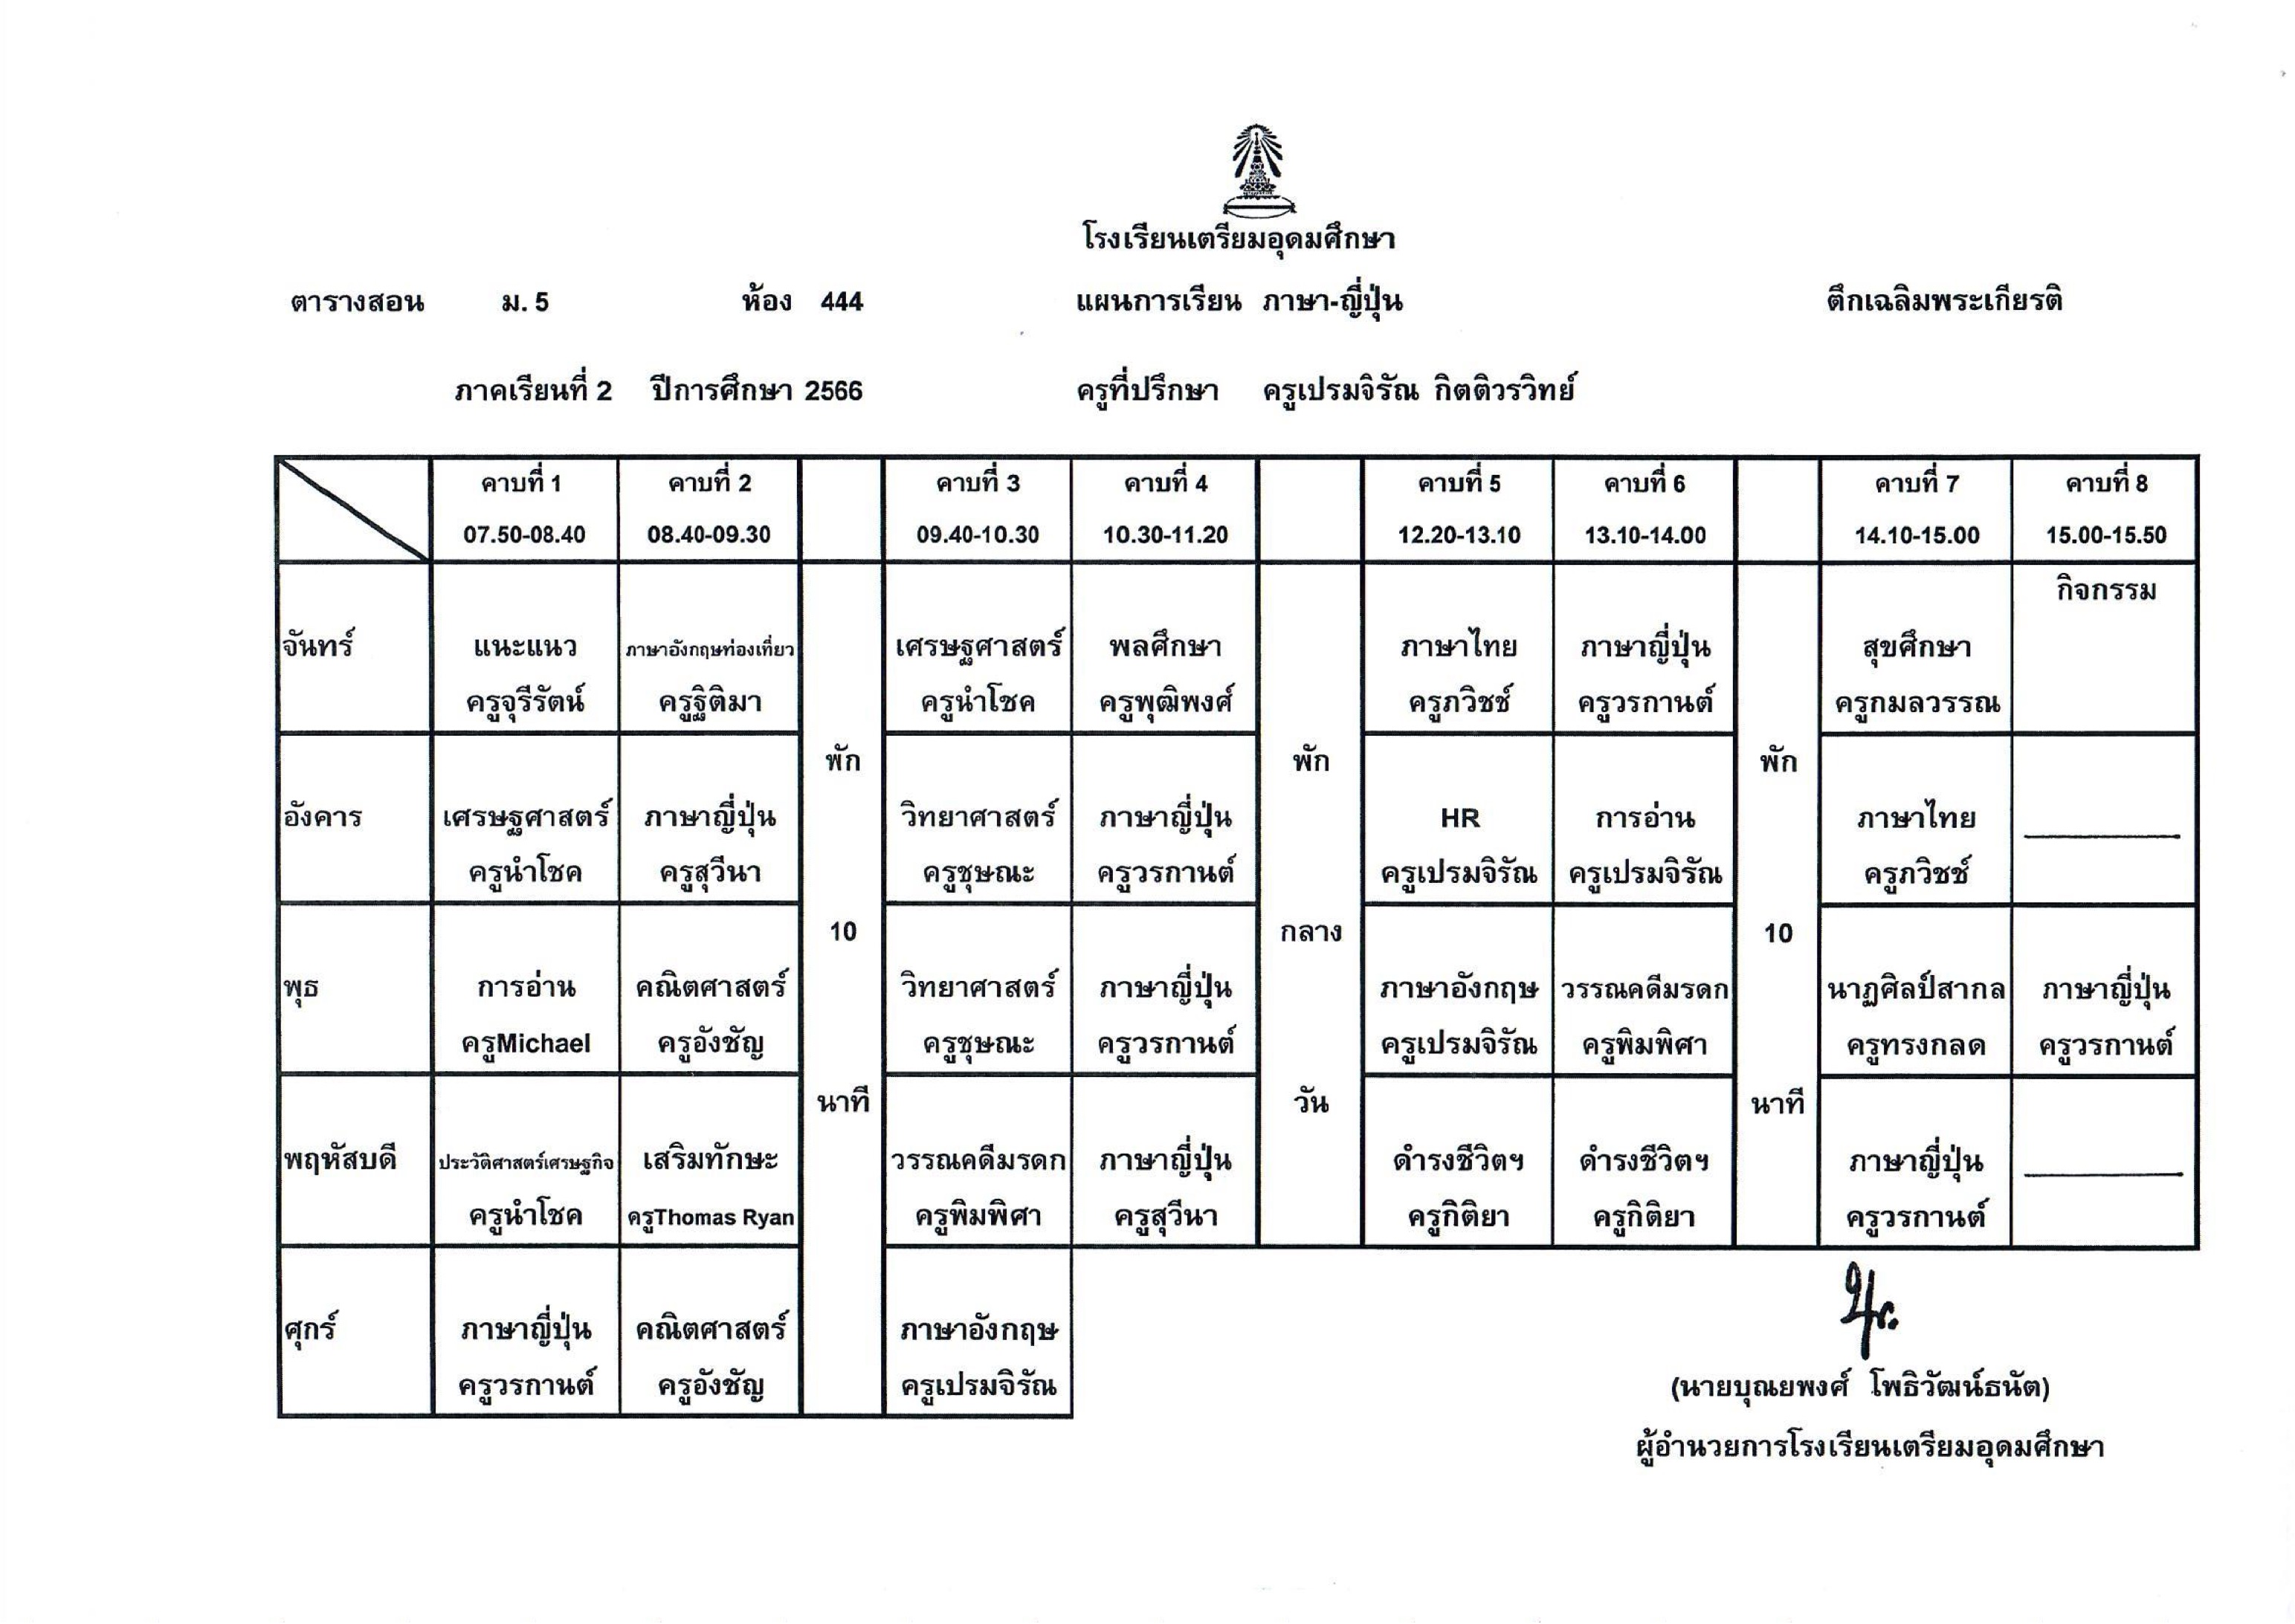 โรงเรียนเตรียมอุดมศึกษา
ตารางสอน ม. 5 ห้อง 444 แผนการเรียน ภาษา-ญี่ปุ่น ตึกเฉลิมพระเกียรติ
ภาคเรียนที่ 2 ปีการศึกษา 2566 ครูที่ปรึกษา ครูเปรมจิรัณ กิตติวรวิทย์
คาบที่ 1 คาบที่ 2 คาบที่ 3 คาบที่ 4 คาบที่ 5 คาบที่ 6 คาบที่ 7 คาบที่ 8
07.50-08.40 08.40-09.30 09.40-10.30 10.30-11.20 12.20-13.10 13.10-14.00 14.10-15.00 15.00-15.50
กิจกรรม
จันทร์ แนะแนว ภาษาอังกฤษท่องเที่ยว เศรษฐศาสตร์ พลศึกษา ภาษาไทย ภาษาญี่ปุ่น สุขศึกษา
ครูจุรีรัตน์ ครูฐิติมา ครูนำโชค ครูพุฒิพงศ์ ครูภวิชช์ ครูวรกานต์ ครูกมลวรรณ
พัก พัก พัก
อังคาร เศรษฐศาสตร์ ภาษาญี่ปุ่น วิทยาศาสตร์ ภาษาญี่ปุ่น HR การอ่าน ภาษาไทย
ครูนำโชค ครูสุวีนา ครูชุษณะ ครูวรกานต์ ครูเปรมจิรัณ ครูเปรมจิรัณ ครูภวิชช์
10 กลาง 10
พุธ การอ่าน คณิตศาสตร์ วิทยาศาสตร์ ภาษาญี่ปุ่น ภาษาอังกฤษ วรรณคดีมรดก นาฏศิลป์สากล ภาษาญี่ปุ่น
ครูMichael ครูอังชัญ ครูชุษณะ ครูวรกานต์ ครูเปรมจิรัณ ครูพิมพิศา ครูทรงกลด ครูวรกานต์
นาที วัน นาที
พฤหัสบดี ประวัติศาสตร์เศรษฐกิจ เสริมทักษะ วรรณคดีมรดก ภาษาญี่ปุ่น ดำรงชีวิตฯ ดำรงชีวิตฯ ภาษาญี่ปุ่น
ครูนำโชค ครูThomas Ryan ครูพิมพิศา ครูสุวีนา ครูกิติยา ครูกิติยา ครูวรกานต์
ศุกร์ ภาษาญี่ปุ่น คณิตศาสตร์ ภาษาอังกฤษ
ครูวรกานต์ ครูอังชัญ ครูเปรมจิรัณ
(นายบุณยพงศ์ โพธิวัฒน์ธนัต)
ผู้อำนวยการโรงเรียนเตรียมอุดมศึกษา